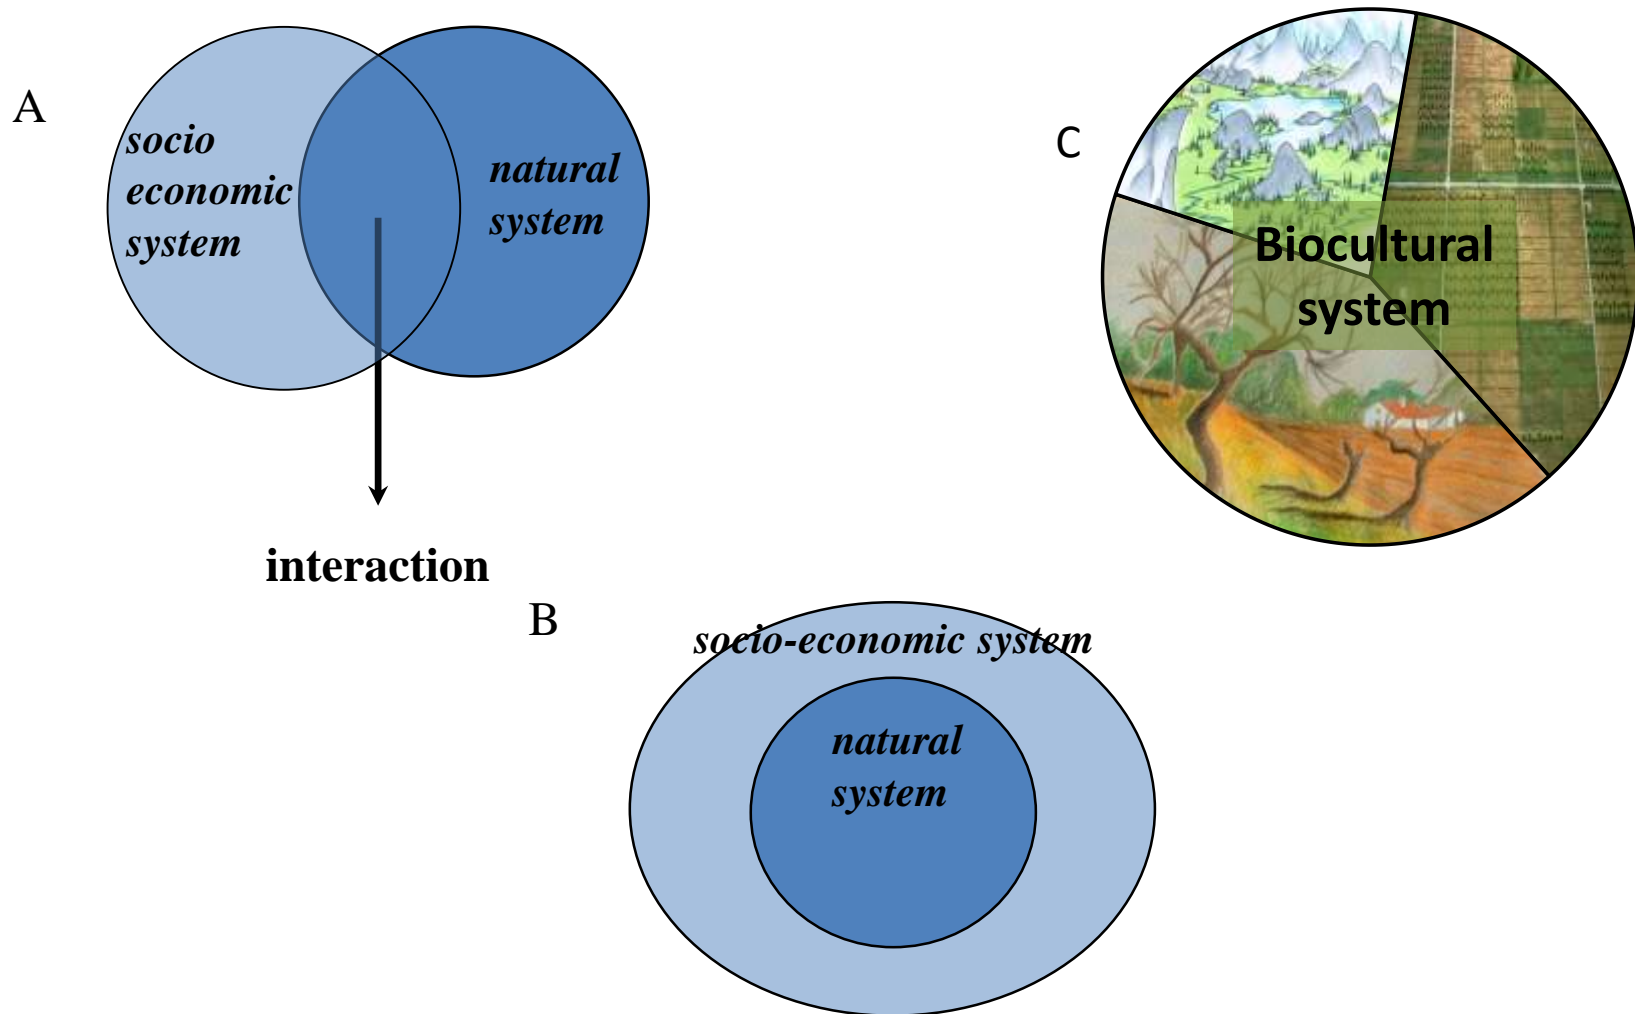 A
socio
economic
system
natural
system
interaction
B
socio-economic system
natural
system
C
Biocultural
system